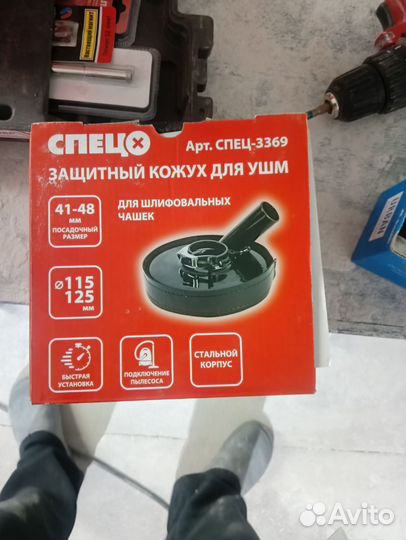 СПЕЦ
Арт. СПЕЦ-3369
ЗАЩИТНЫЙ КОЖУХ ДЛЯ УШМ
41-48
мм
ПОСАДОЧНЫЙ
РАЗМЕР
ДЛЯ ШЛИФОВАЛЬНЫХ
ЧАШЕК
⌀115
125
мм
БЫСТРАЯ
УСТАНОВКА
ПОДКЛЮЧЕНИЕ
ПЫЛЕСОСА
СТАЛЬНОЙ
КОРПУС
Avito